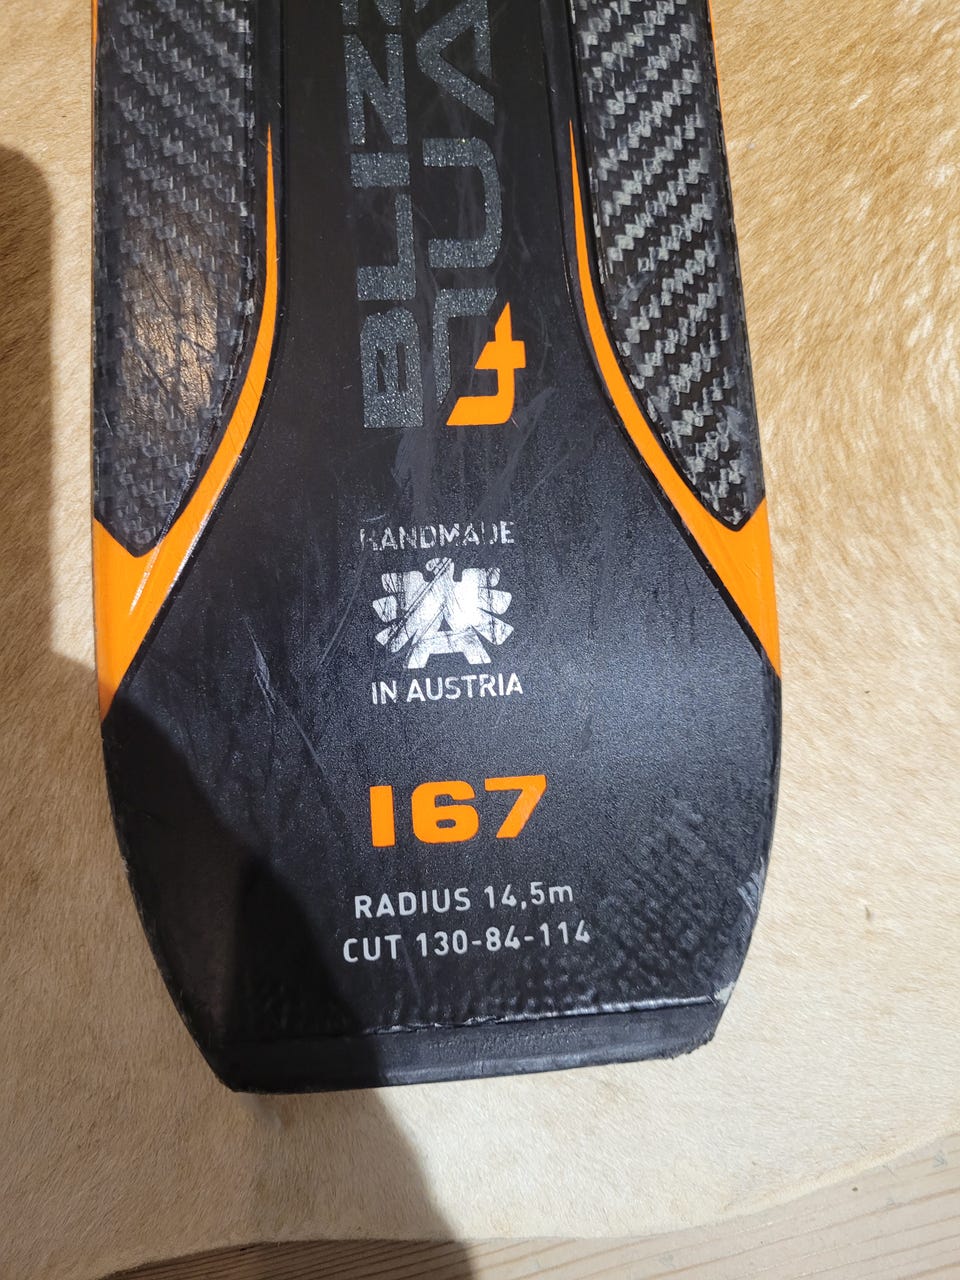 HANDMADE
IN AUSTRIA
167
RADIUS 14,5m
CUT 130-84-114